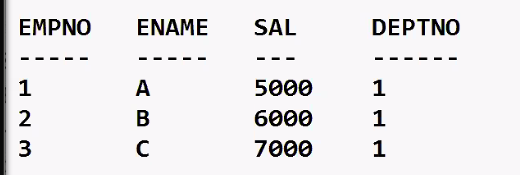 EMPNO ENAME SAL DEPTNO
----- ----- --- ------
1 A 5000 1
2 B 6000 1
3 C 7000 1